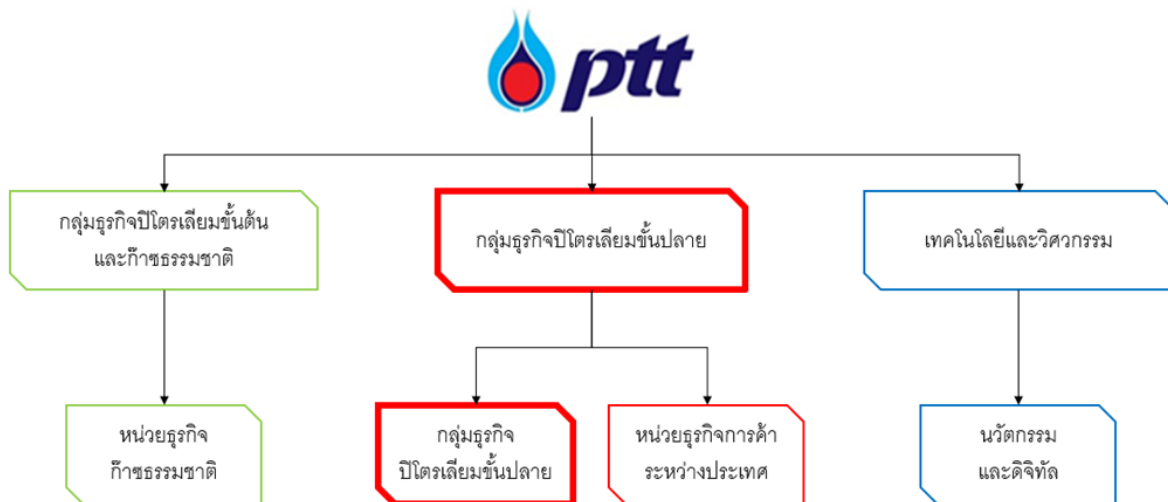 ptt
กลุ่มธุรกิจปิโตรเลียมขั้นต้น
และก๊าซธรรมชาติ
กลุ่มธุรกิจปิโตรเลียมขั้นปลาย
เทคโนโลยีและวิศวกรรม
หน่วยธุรกิจ
ก๊าซธรรมชาติ
กลุ่มธุรกิจ
ปิโตรเลียมขั้นปลาย
หน่วยธุรกิจการค้า
ระหว่างประเทศ
นวัตกรรม
และดิจิทัล